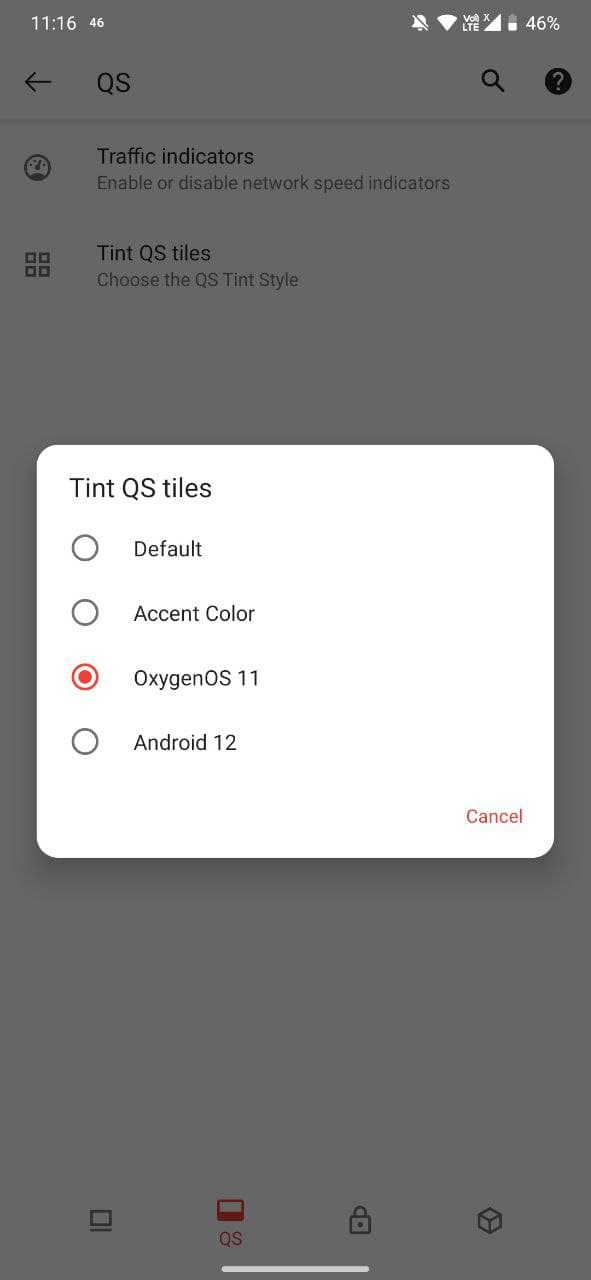 11:16 46 Vo) LTE X 46%
QS
Traffic indicators
Enable or disable network speed indicators
Tint QS tiles
Choose the QS Tint Style
Tint QS tiles
Default
Accent Color
OxygenOS 11
Android 12
Cancel
QS